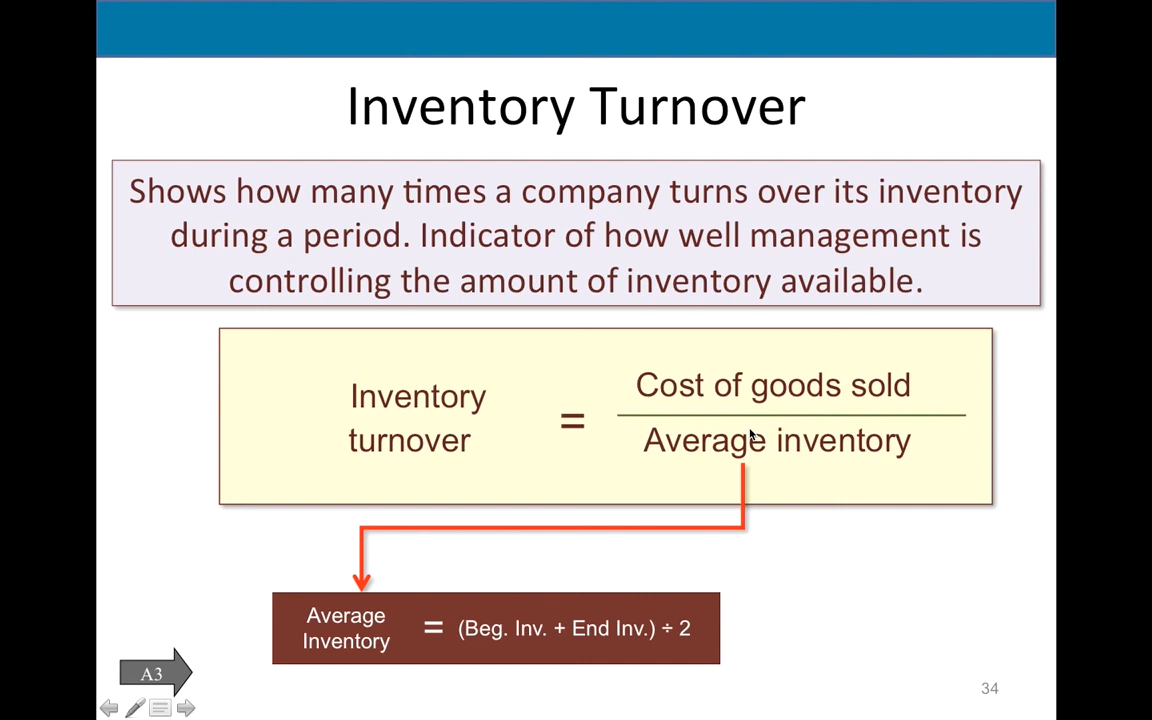 Inventory Turnover
Shows how many times a company turns over its inventory
during a period. Indicator of how well management is
controlling the amount of inventory available.
Inventory
turnover
=
Cost of goods sold
Average inventory
Average
Inventory
= (Beg. Inv. + End Inv.) ÷ 2
A3
34